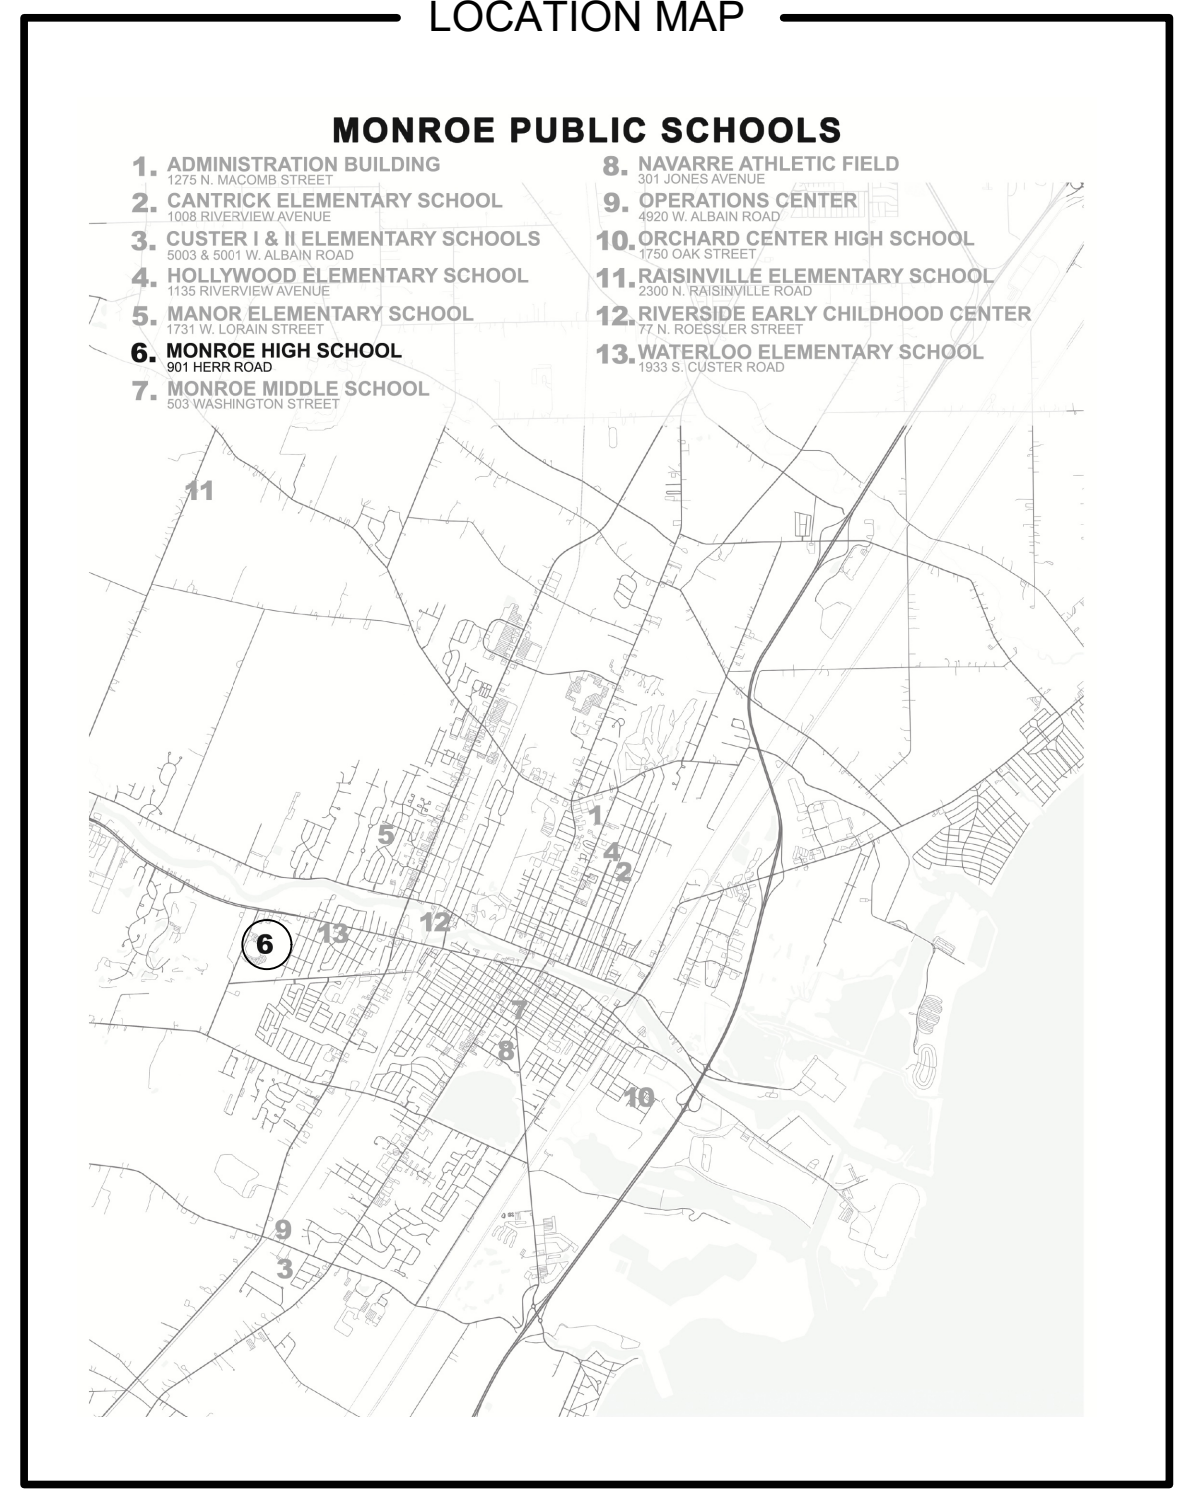 LOCATION MAP
MONROE PUBLIC SCHOOLS
1. ADMINISTRATION BUILDING
1275 N. MACOMB STREET
2. CANTRICK ELEMENTARY SCHOOL
1008 RIVERVIEW AVENUE
3. CUSTER I & II ELEMENTARY SCHOOLS
5003 & 5001 W. ALBAIN ROAD
4. HOLLYWOOD ELEMENTARY SCHOOL
1135 RIVERVIEW AVENUE
5. MANOR ELEMENTARY SCHOOL
1731 W. LORAIN STREET
6. MONROE HIGH SCHOOL
901 HERR ROAD
7. MONROE MIDDLE SCHOOL
503 WASHINGTON STREET
8. NAVARRE ATHLETIC FIELD
301 JONES AVENUE
9. OPERATIONS CENTER
4920 W. ALBAIN ROAD
10. ORCHARD CENTER HIGH SCHOOL
1750 OAK STREET
11. RAISINVILLE ELEMENTARY SCHOOL
2300 N. RAISINVILLE ROAD
12. RIVERSIDE EARLY CHILDHOOD CENTER
77 N. ROESSLER STREET
13. WATERLOO ELEMENTARY SCHOOL
1933 S. CUSTER ROAD
11
1
5
4
2
12
13
6
7
8
10
9
3